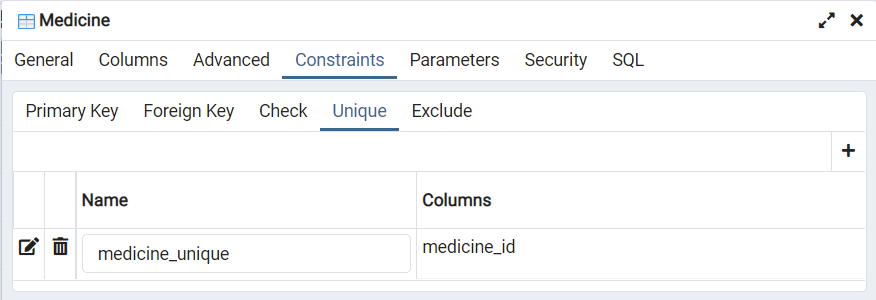 Medicine
General Columns Advanced Constraints Parameters Security SQL
Primary Key Foreign Key Check Unique Exclude
Name Columns
medicine_unique medicine_id